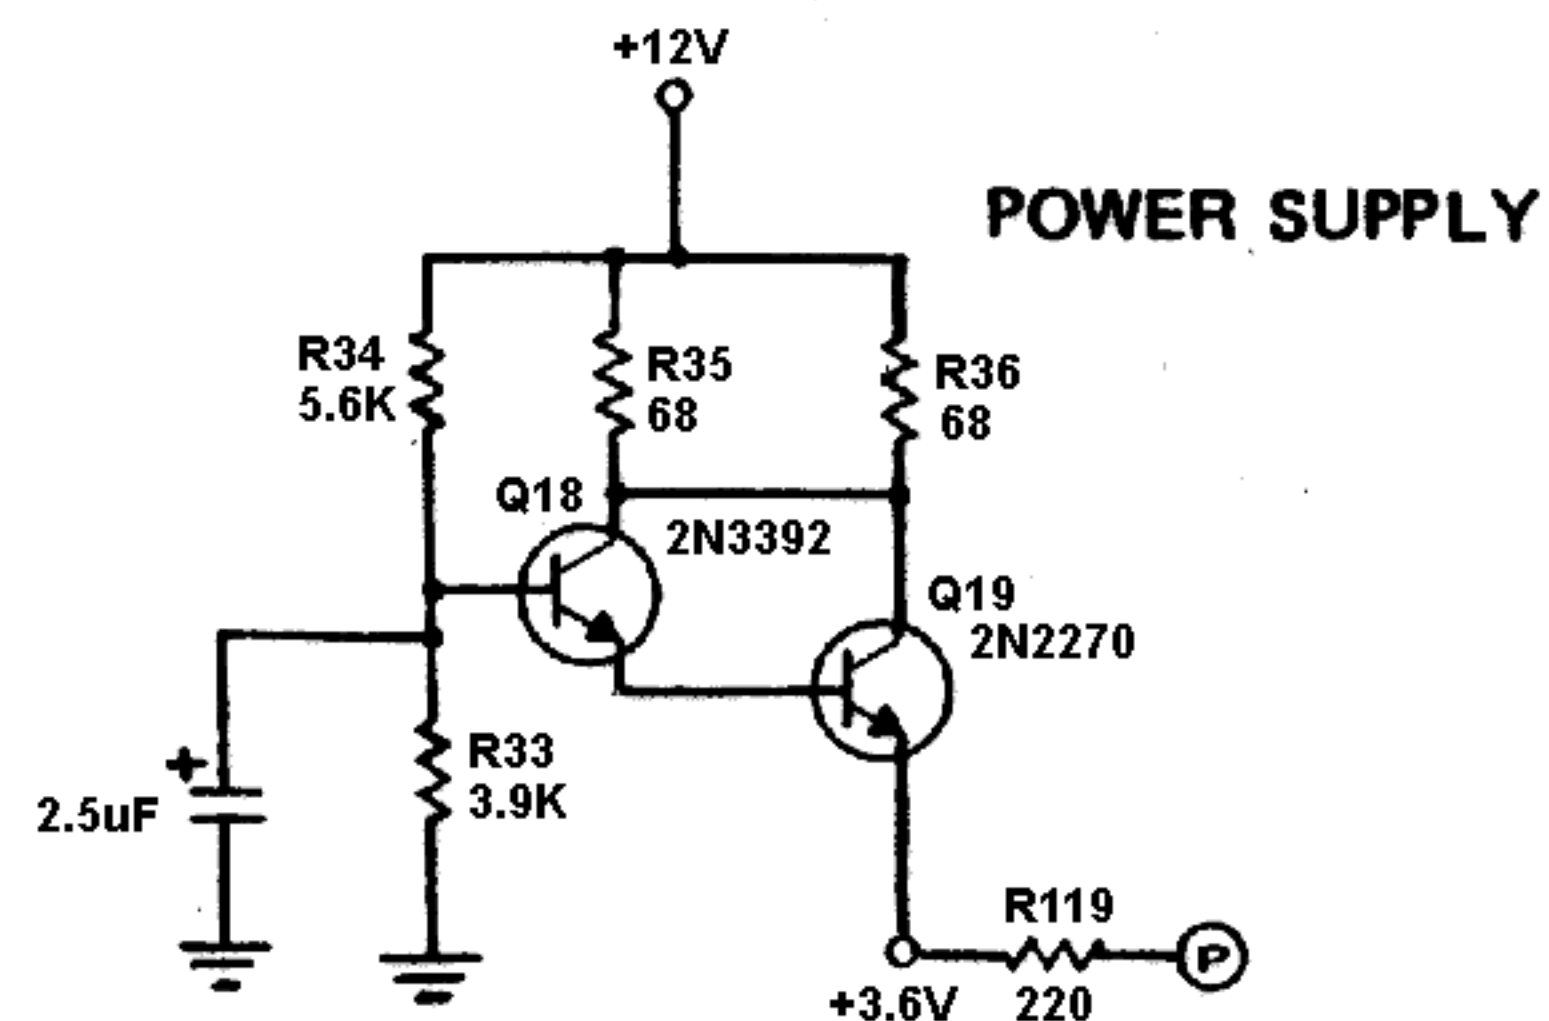 +12V
POWER SUPPLY
R34
5.6K
R35
68
R36
68
Q18
2N3392
Q19
2N2270
+
2.5uF
R33
3.9K
R119
220
+3.6V
P